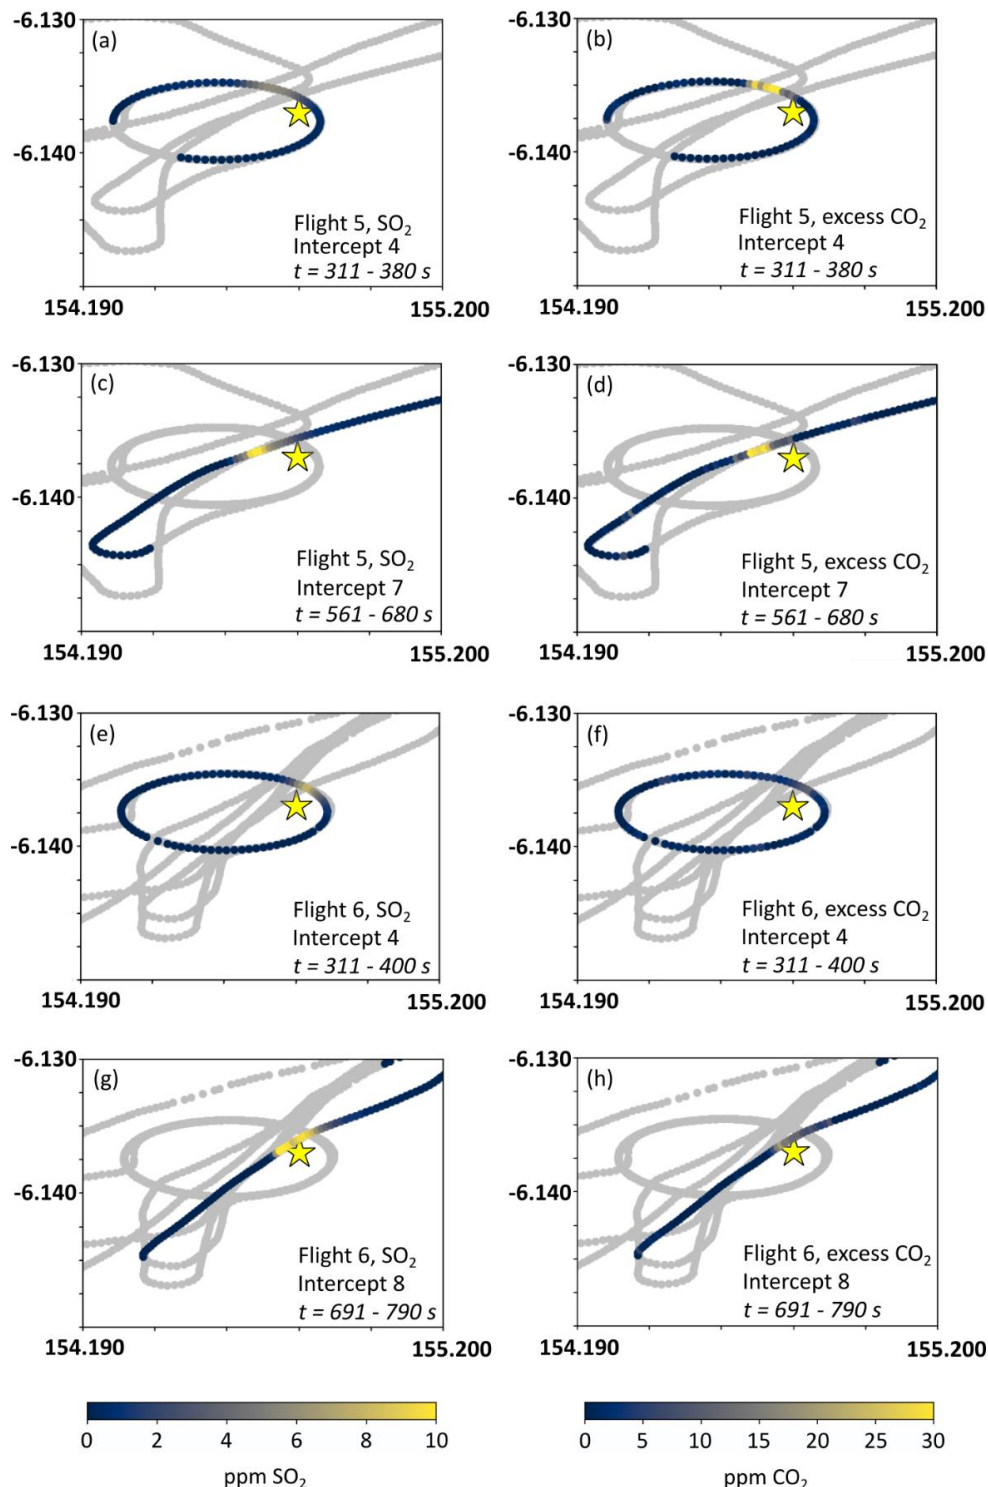 -6.130
(a)
-6.140
Flight 5, SO₂
Intercept 4
t = 311 - 380 s
154.190
155.200
-6.130
(b)
-6.140
Flight 5, excess CO₂
Intercept 4
t = 311 - 380 s
154.190
155.200
-6.130
(c)
-6.140
Flight 5, SO₂
Intercept 7
t = 561 - 680 s
154.190
155.200
-6.130
(d)
-6.140
Flight 5, excess CO₂
Intercept 7
t = 561 - 680 s
154.190
155.200
-6.130
(e)
-6.140
Flight 6, SO₂
Intercept 4
t = 311 - 400 s
154.190
155.200
-6.130
(f)
-6.140
Flight 6, excess CO₂
Intercept 4
t = 311 - 400 s
154.190
155.200
-6.130
(g)
-6.140
Flight 6, SO₂
Intercept 8
t = 691 - 790 s
154.190
155.200
-6.130
(h)
-6.140
Flight 6, excess CO₂
Intercept 8
t = 691 - 790 s
154.190
155.200
0 2 4 6 8 10
ppm SO₂
0 5 10 15 20 25 30
ppm CO₂